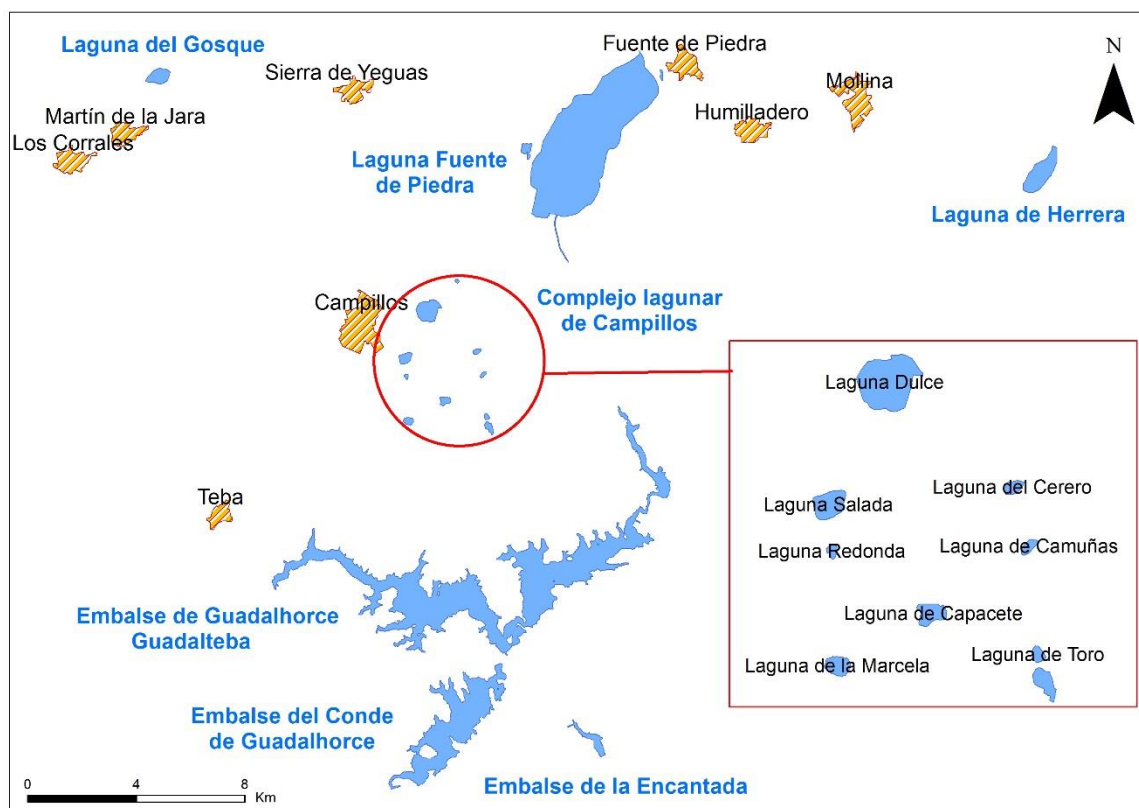 Laguna del Gosque
Fuente de Piedra
N
Sierra de Yeguas
Mollina
Martín de la Jara
Humilladero
Los Corrales
Laguna Fuente
de Piedra
Laguna de Herrera
Campillos
Complejo lagunar
de Campillos
Laguna Dulce
Laguna Salada
Laguna del Cerero
Laguna Redonda
Laguna de Camuñas
Laguna de Capacete
Laguna de la Marcela
Laguna de Toro
Teba
Embalse de Guadalhorce
Guadalteba
Embalse del Conde
de Guadalhorce
Embalse de la Encantada
0 4 8
Km